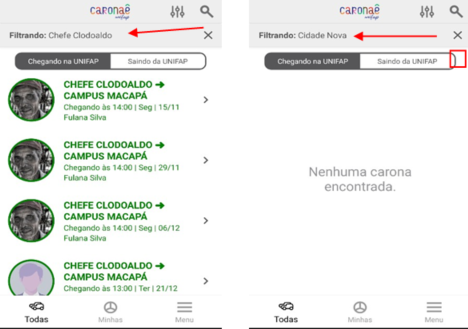 caronaê
unifap
Filtrando: Chefe Clodoaldo
Chegando na UNIFAP
Saindo da UNIFAP
CHEFE CLODOALDO ➔
CAMPUS MACAPÁ
Chegando às 14:00 | Seg | 15/11
Fulana Silva
CHEFE CLODOALDO ➔
CAMPUS MACAPÁ
Chegando às 14:00 | Seg | 29/11
Fulana Silva
CHEFE CLODOALDO ➔
CAMPUS MACAPÁ
Chegando às 14:00 | Seg | 06/12
Fulana Silva
CHEFE CLODOALDO ➔
CAMPUS MACAPÁ
Chegando às 13:00 | Ter | 21/12
Todas
Minhas
Menu
caronaê
unifap
Filtrando: Cidade Nova
Chegando na UNIFAP
Saindo da UNIFAP
Nenhuma carona
encontrada.
Todas
Minhas
Menu